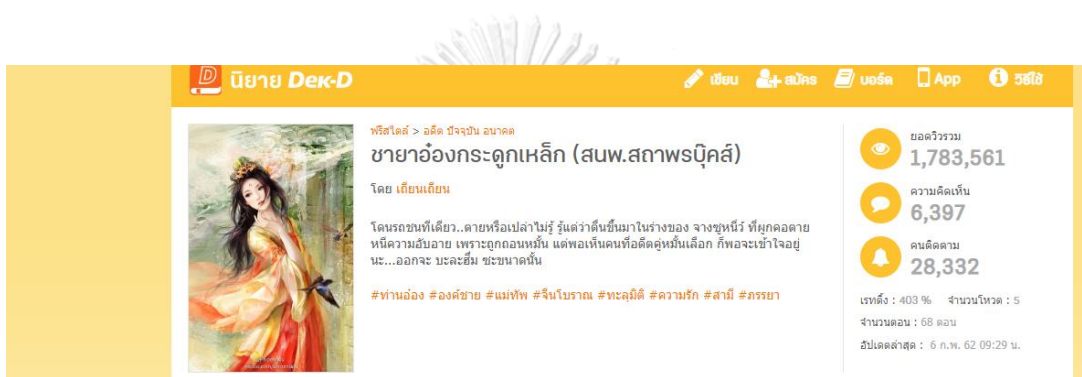 นิยาย Dek-D
เขียน สมัคร บอร์ด App วิธีใช้
ฟรีสไตล์ > อดีต ปัจจุบัน อนาคต
ชายาอ๋องกระดูกเหล็ก (สนพ.สถาพรบุ๊คส์)
โดย เถียนเถียน
โดนรถชนทีเดียว..ตายหรือเปล่าไม่รู้ รู้แต่ว่าตื่นขึ้นมาในร่างของ จางซูหนี่ว์ ที่ผูกคอตาย
หนีความอับอาย เพราะถูกถอนหมั้น แต่พอเห็นคนที่อดีตคู่หมั้นเลือก ก็พอจะเข้าใจอยู่
นะ...ออกจะ บะละฮึ่ม ซะขนาดนั้น
#ท่านอ๋อง #องค์ชาย #แม่ทัพ #จีนโบราณ #ทะลุมิติ #ความรัก #สามี #ภรรยา
ยอดวิวรวม
1,783,561
ความคิดเห็น
6,397
คนติดตาม
28,332
เรทติ้ง : 403 % จำนวนโหวต : 5
จำนวนตอน : 68 ตอน
อัปเดตล่าสุด : 6 ก.พ. 62 09:29 น.